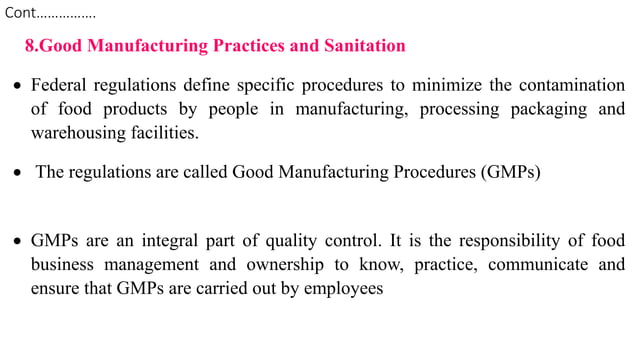 Cont…………….
8.Good Manufacturing Practices and Sanitation
• Federal regulations define specific procedures to minimize the contamination
of food products by people in manufacturing, processing packaging and
warehousing facilities.
• The regulations are called Good Manufacturing Procedures (GMPs)
• GMPs are an integral part of quality control. It is the responsibility of food
business management and ownership to know, practice, communicate and
ensure that GMPs are carried out by employees